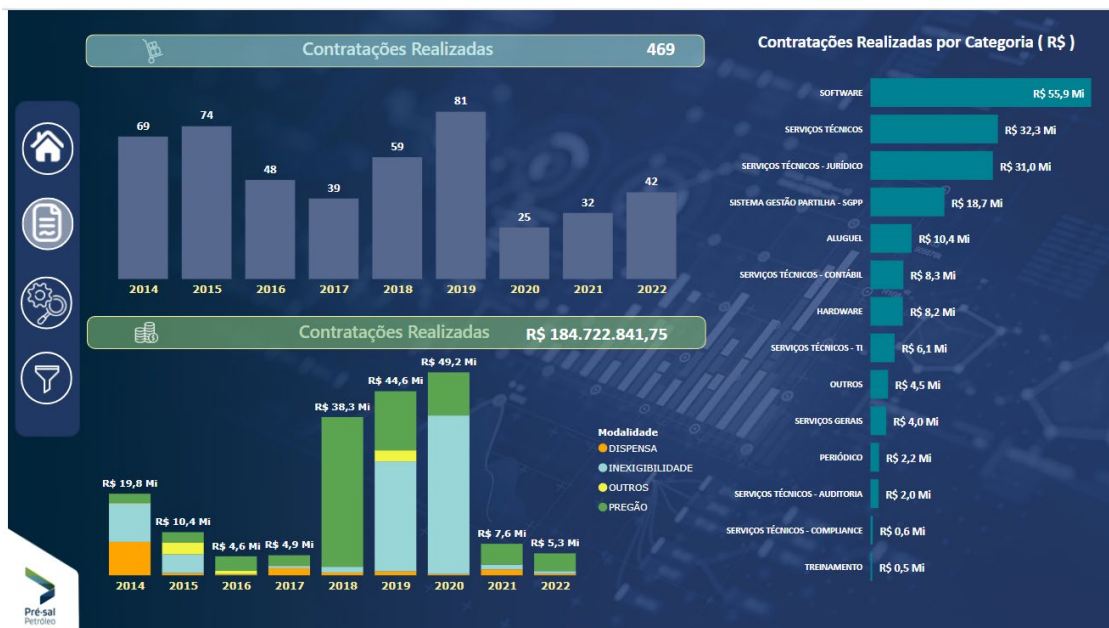 Contratações Realizadas 469
69
74
48
39
59
81
25
32
42
2014 2015 2016 2017 2018 2019 2020 2021 2022
Contratações Realizadas R$ 184.722.841,75
R$ 19,8 Mi
R$ 10,4 Mi
R$ 4,6 Mi
R$ 4,9 Mi
R$ 38,3 Mi
R$ 44,6 Mi
R$ 49,2 Mi
R$ 7,6 Mi
R$ 5,3 Mi
2014 2015 2016 2017 2018 2019 2020 2021 2022
Modalidade
DISPENSA
INEXIGIBILIDADE
OUTROS
PREGÃO
Contratações Realizadas por Categoria ( R$ )
SOFTWARE R$ 55,9 Mi
SERVIÇOS TÉCNICOS R$ 32,3 Mi
SERVIÇOS TÉCNICOS - JURÍDICO R$ 31,0 Mi
SISTEMA GESTÃO PARTILHA - SGPP R$ 18,7 Mi
ALUGUEL R$ 10,4 Mi
SERVIÇOS TÉCNICOS - CONTÁBIL R$ 8,3 Mi
HARDWARE R$ 8,2 Mi
SERVIÇOS TÉCNICOS - TI R$ 6,1 Mi
OUTROS R$ 4,5 Mi
SERVIÇOS GERAIS R$ 4,0 Mi
PERIÓDICO R$ 2,2 Mi
SERVIÇOS TÉCNICOS - AUDITORIA R$ 2,0 Mi
SERVIÇOS TÉCNICOS - COMPLIANCE R$ 0,6 Mi
TREINAMENTO R$ 0,5 Mi
Pré-sal
Petróleo